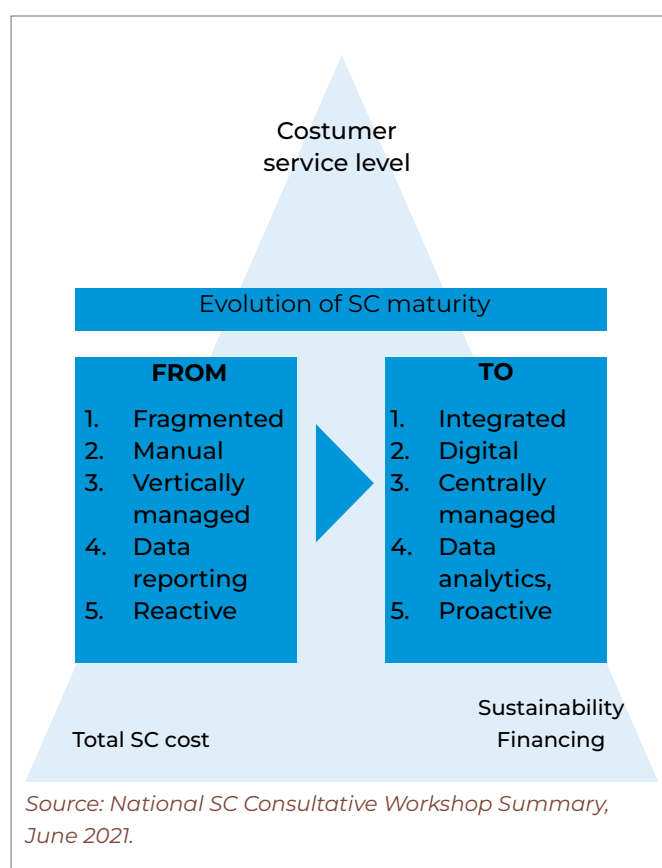 Costumer
service level
Evolution of SC maturity
FROM
1. Fragmented
2. Manual
3. Vertically
managed
4. Data
reporting
5. Reactive
TO
1. Integrated
2. Digital
3. Centrally
managed
4. Data
analytics,
5. Proactive
Total SC cost
Sustainability
Financing
Source: National SC Consultative Workshop Summary,
June 2021.